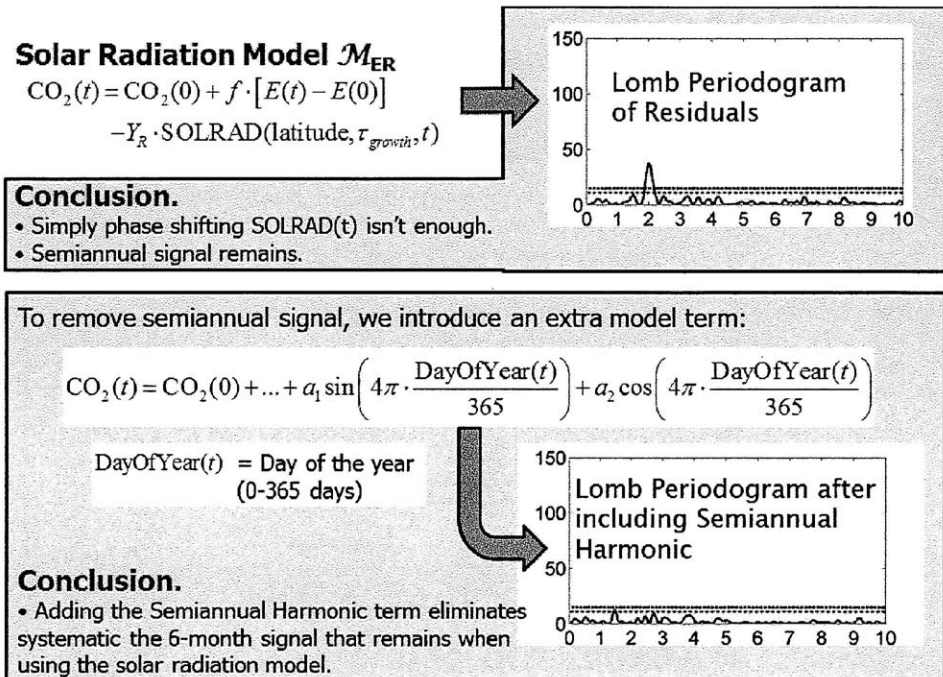 Solar Radiation Model ℳ_ER
CO₂(t) = CO₂(0) + f · [E(t) − E(0)]
−Y_R · SOLRAD(latitude, τ_growth, t)
150
100
50
0
Lomb Periodogram
of Residuals
0 1 2 3 4 5 6 7 8 9 10
Conclusion.
• Simply phase shifting SOLRAD(t) isn't enough.
• Semiannual signal remains.
To remove semiannual signal, we introduce an extra model term:
CO₂(t) = CO₂(0) + ... + a₁ sin(4π · DayOfYear(t)/365) + a₂ cos(4π · DayOfYear(t)/365)
DayOfYear(t) = Day of the year
(0-365 days)
150
100
50
0
Lomb Periodogram after
including Semiannual
Harmonic
0 1 2 3 4 5 6 7 8 9 10
Conclusion.
• Adding the Semiannual Harmonic term eliminates
systematic the 6-month signal that remains when
using the solar radiation model.